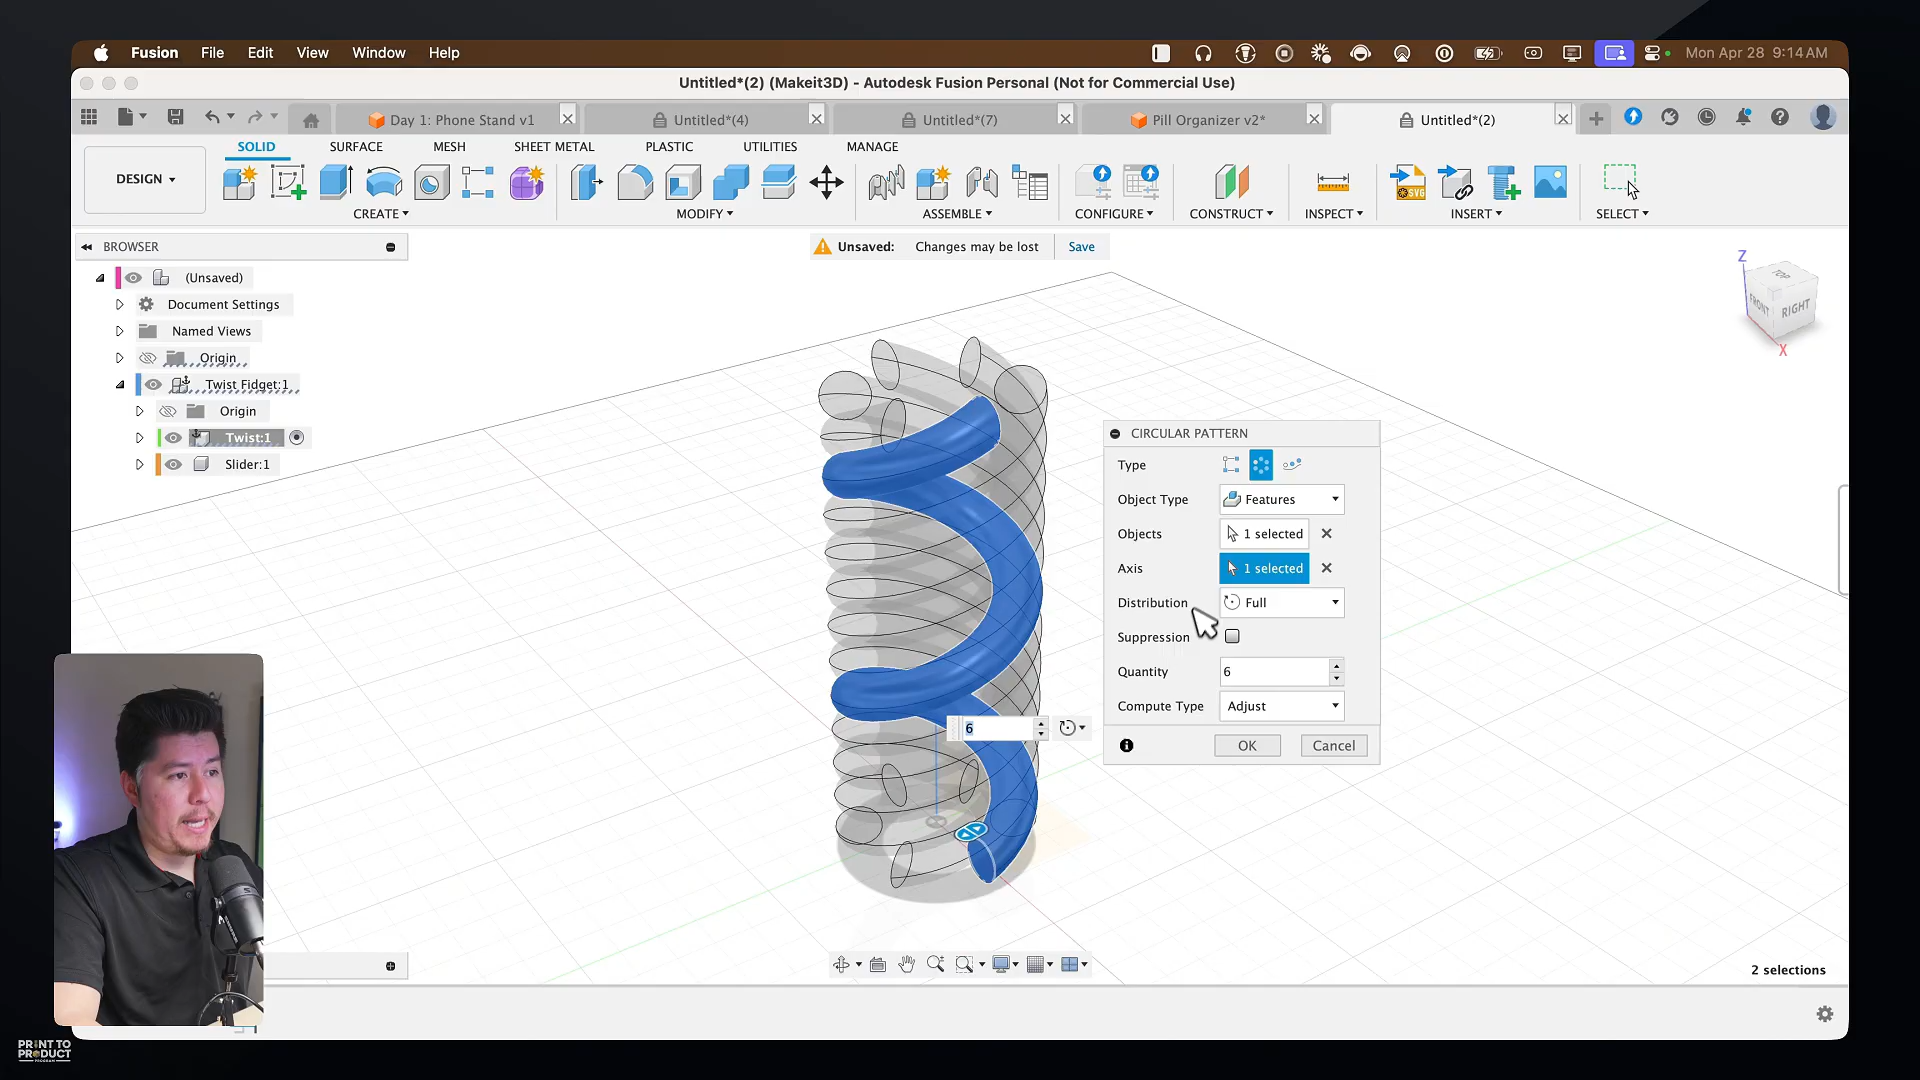 Fusion File Edit View Window Help Mon Apr 28 9:14 AM
Untitled*(2) (Makeit3D) - Autodesk Fusion Personal (Not for Commercial Use)
Day 1: Phone Stand v1 Untitled*(4) Untitled*(7) Pill Organizer v2* Untitled*(2)
SOLID SURFACE MESH SHEET METAL PLASTIC UTILITIES MANAGE
DESIGN
SVG
CREATE MODIFY ASSEMBLE CONFIGURE CONSTRUCT INSPECT INSERT SELECT
BROWSER
Unsaved: Changes may be lost Save
(Unsaved)
Document Settings
Named Views
Origin
Twist Fidget:1
Origin
Twist:1
Slider:1
Z
TOP
FRONT RIGHT
X
CIRCULAR PATTERN
Type
Object Type Features
Objects 1 selected
Axis 1 selected
Distribution Full
Suppression
Quantity 6
Compute Type Adjust
OK Cancel
6
2 selections
PRINT TO
PRODUCT
PROGRAM